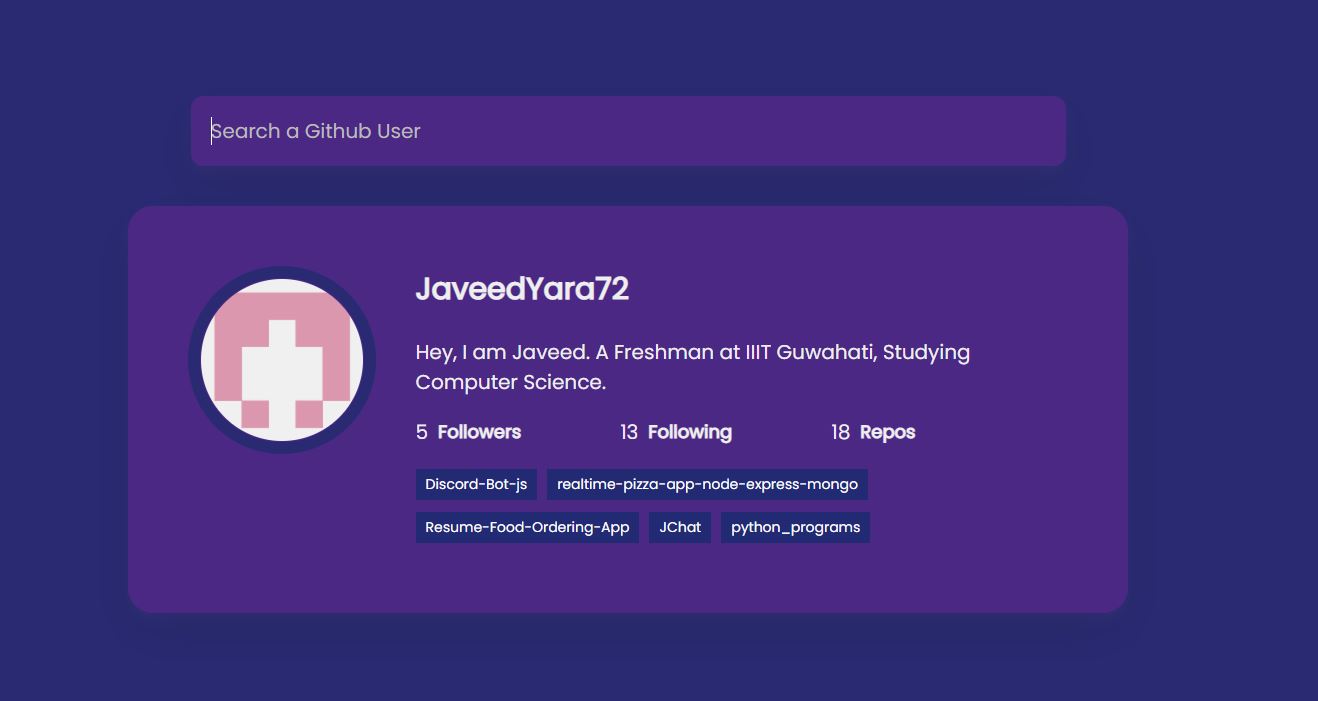 Search a Github User
JaveedYara72
Hey, I am Javeed. A Freshman at IIIT Guwahati, Studying
Computer Science.
5 Followers 13 Following 18 Repos
Discord-Bot-js realtime-pizza-app-node-express-mongo
Resume-Food-Ordering-App JChat python_programs